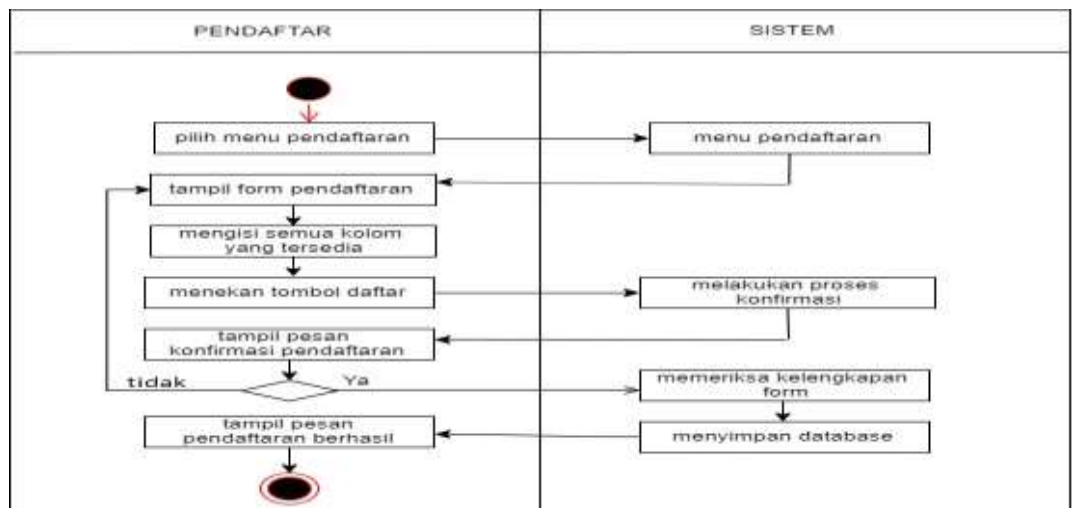 PENDAFTAR
SISTEM
pilih menu pendaftaran
menu pendaftaran
tampil form pendaftaran
mengisi semua kolom
yang tersedia
menekan tombol daftar
melakukan proses
konfirmasi
tampil pesan
konfirmasi pendaftaran
tidak
Ya
memeriksa kelengkapan
form
tampil pesan
pendaftaran berhasil
menyimpan database